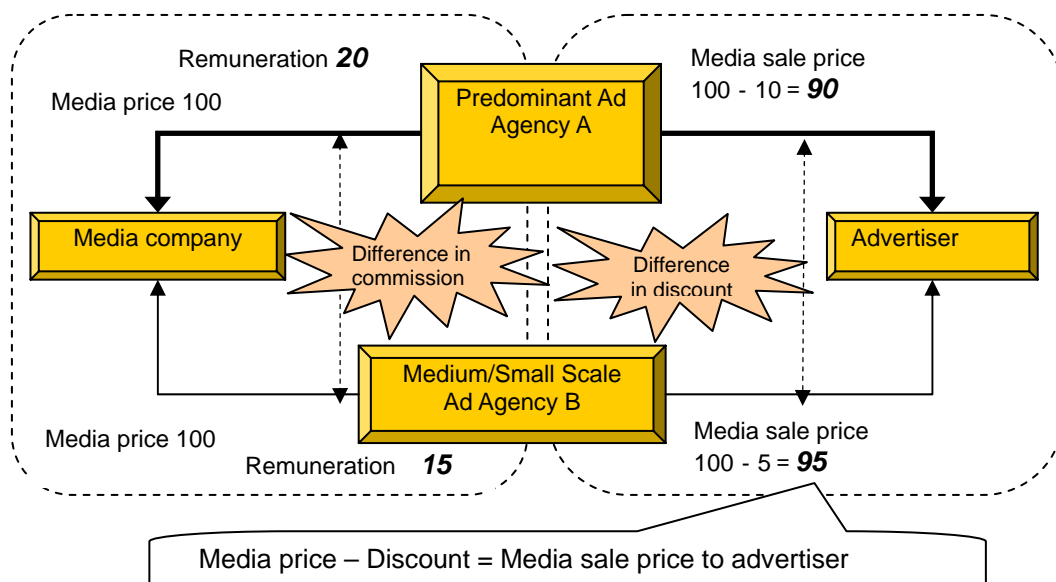 Remuneration 20
Media price 100
Media sale price
100 - 10 = 90
Predominant Ad
Agency A
Media company
Difference in
commission
Difference
in discount
Advertiser
Medium/Small Scale
Ad Agency B
Media price 100
Remuneration 15
Media sale price
100 - 5 = 95
Media price – Discount = Media sale price to advertiser